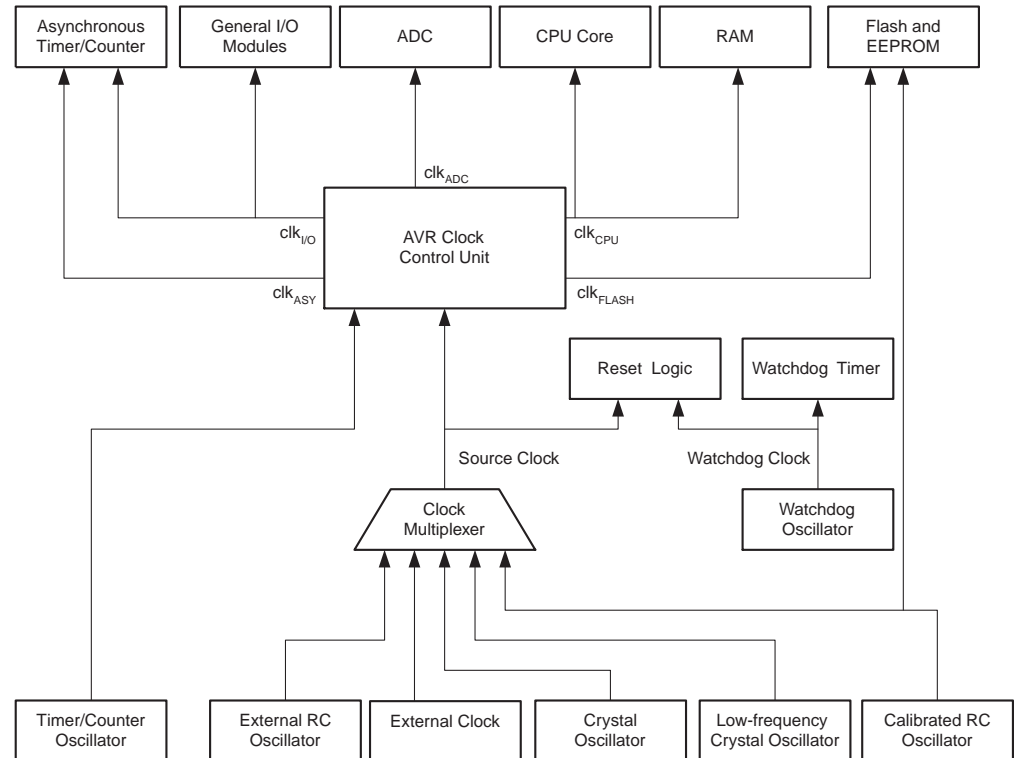 Asynchronous
Timer/Counter
General I/O
Modules
ADC
CPU Core
RAM
Flash and
EEPROM
clkADC
clkI/O
AVR Clock
Control Unit
clkCPU
clkASY
clkFLASH
Reset Logic
Watchdog Timer
Source Clock
Watchdog Clock
Clock
Multiplexer
Watchdog
Oscillator
Timer/Counter
Oscillator
External RC
Oscillator
External Clock
Crystal
Oscillator
Low-frequency
Crystal Oscillator
Calibrated RC
Oscillator